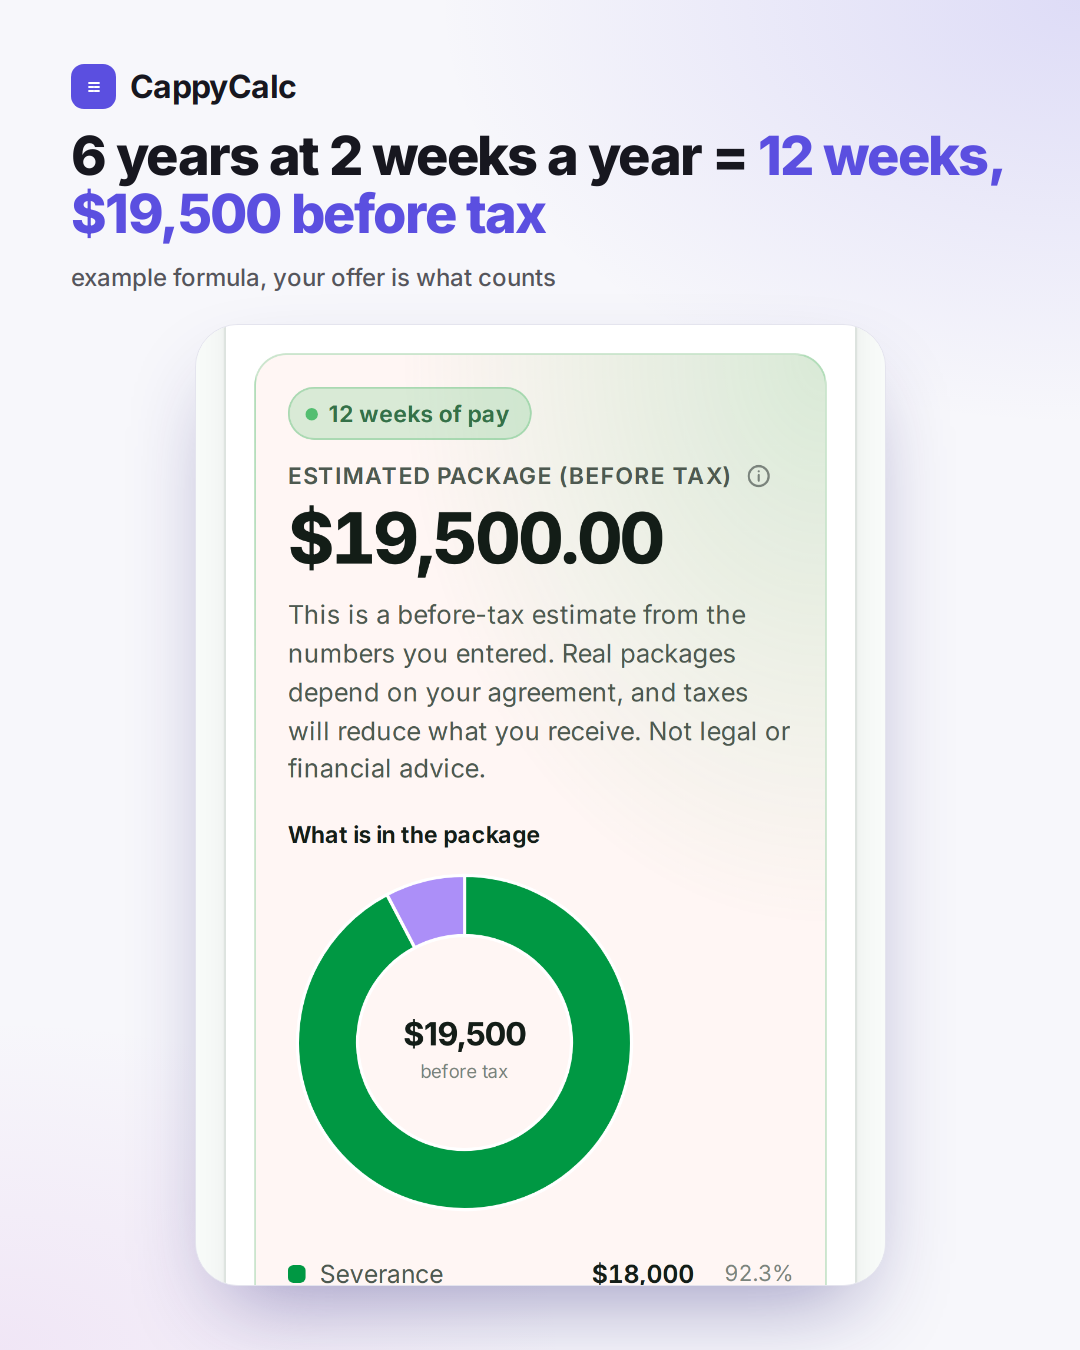 CappyCalc
6 years at 2 weeks a year = 12 weeks,
$19,500 before tax
example formula, your offer is what counts
12 weeks of pay
ESTIMATED PACKAGE (BEFORE TAX)
$19,500.00
This is a before-tax estimate from the
numbers you entered. Real packages
depend on your agreement, and taxes
will reduce what you receive. Not legal or
financial advice.
What is in the package
$19,500
before tax
Severance $18,000 92.3%